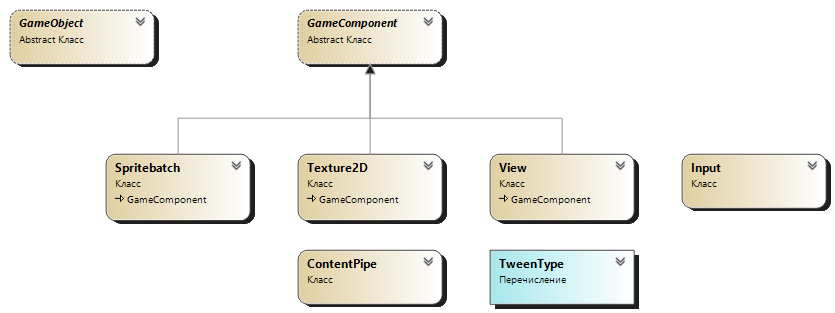 GameObject
Abstract Класс
GameComponent
Abstract Класс
Spritebatch
Класс
GameComponent
Texture2D
Класс
GameComponent
View
Класс
GameComponent
Input
Класс
ContentPipe
Класс
TweenType
Перечисление